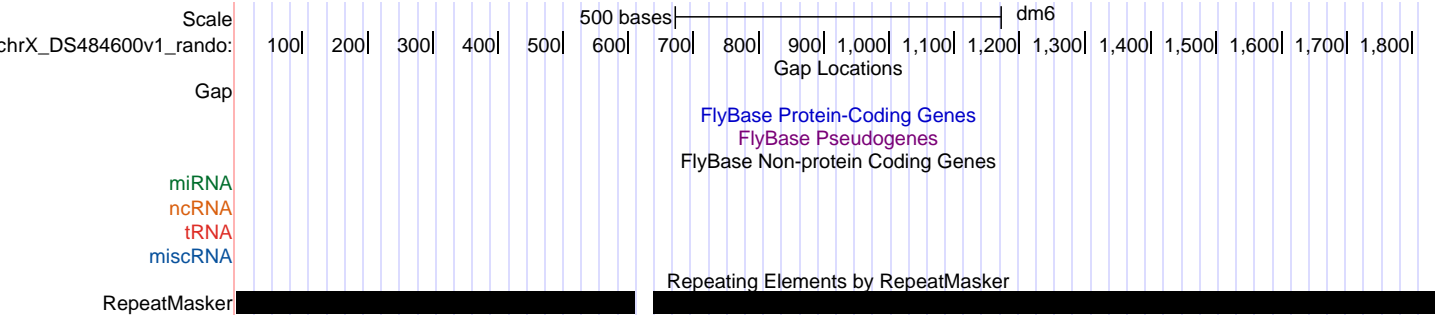 Scale 500 bases dm6
chrX_DS484600v1_rando: 100 200 300 400 500 600 700 800 900 1,000 1,100 1,200 1,300 1,400 1,500 1,600 1,700 1,800
Gap Locations
Gap
FlyBase Protein-Coding Genes
FlyBase Pseudogenes
FlyBase Non-protein Coding Genes
miRNA
ncRNA
tRNA
miscRNA
Repeating Elements by RepeatMasker
RepeatMasker